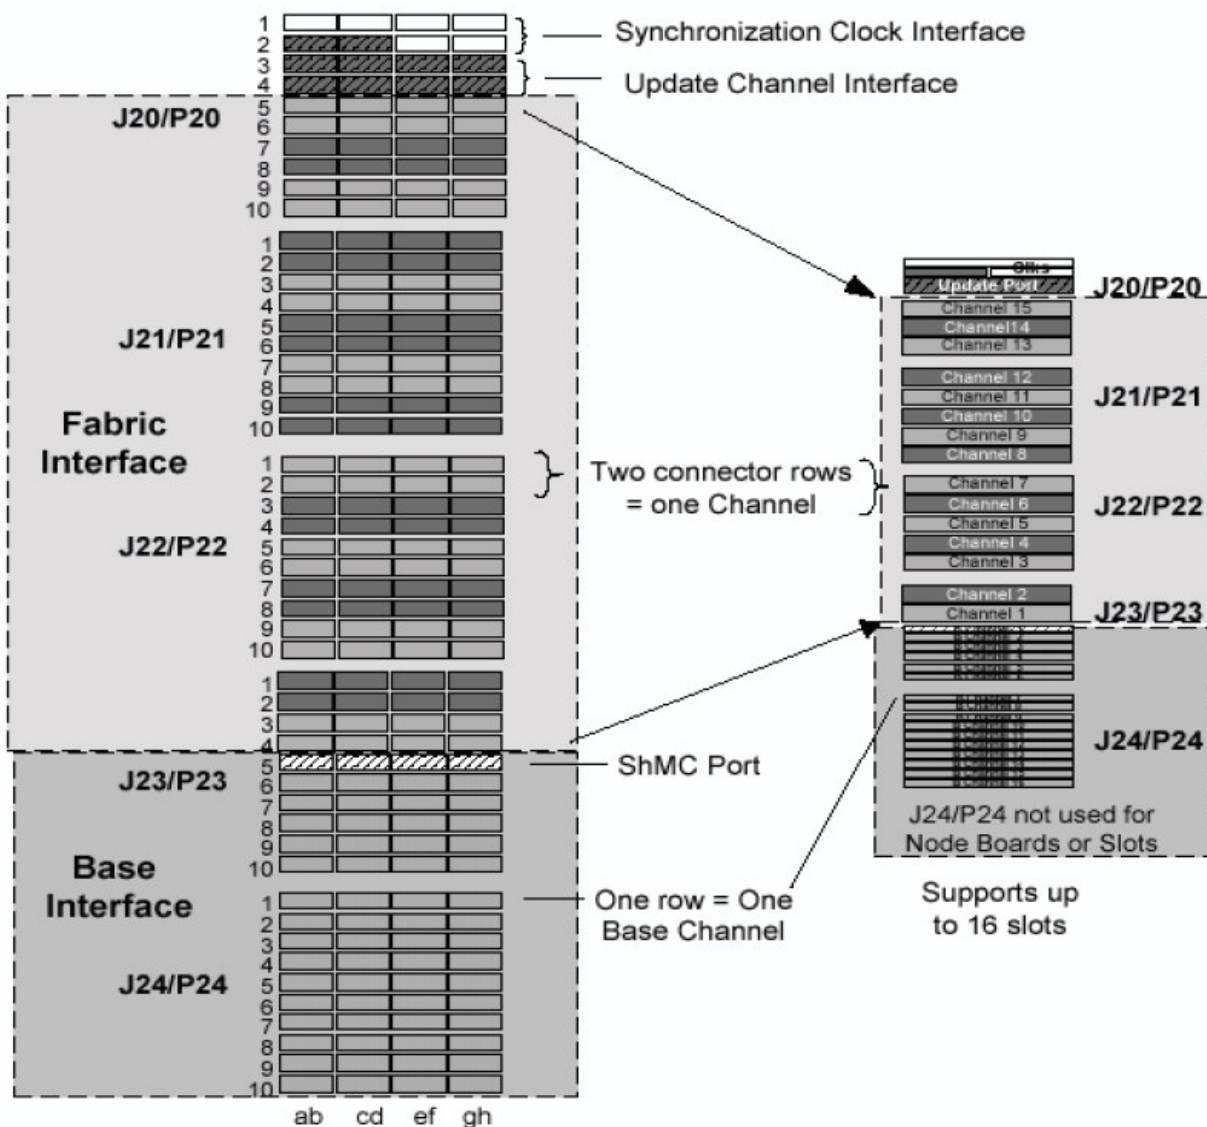 1
2
3
4
Synchronization Clock Interface
Update Channel Interface
J20/P20
5
6
7
8
9
10
J21/P21
1
2
3
4
5
6
7
8
9
10
Fabric
Interface
J22/P22
1
2
3
4
5
6
7
8
9
10
Two connector rows
= one Channel
1
2
3
4
J23/P23
5
6
7
8
9
10
ShMC Port
Base
Interface
J24/P24
1
2
3
4
5
6
7
8
9
10
One row = One
Base Channel
ab cd ef gh
Clks
Update Port
J20/P20
Channel 15
Channel14
Channel 13
J21/P21
Channel 12
Channel 11
Channel 10
Channel 9
Channel 8
J22/P22
Channel 7
Channel 6
Channel 5
Channel 4
Channel 3
J23/P23
Channel 2
Channel 1
J24/P24
J24/P24 not used for
Node Boards or Slots
Supports up
to 16 slots